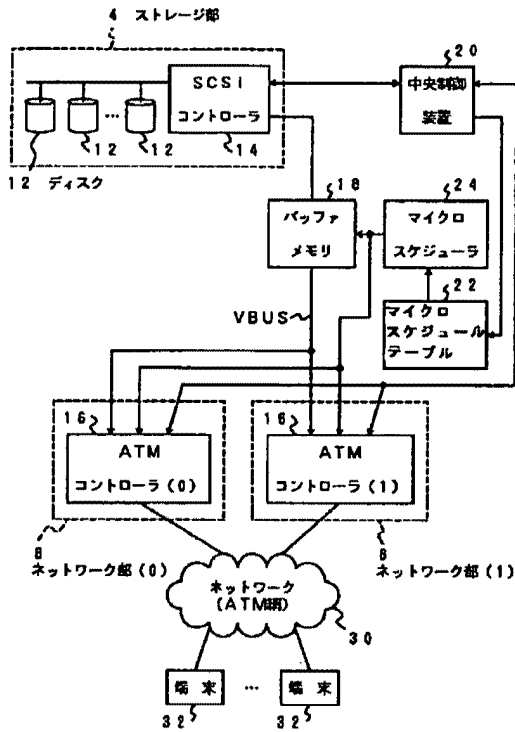 4 ストレージ部
20
SCSI
コントローラ
中央制御
装置
…
12
12
14
12 ディスク
18
24
バッファ
メモリ
マイクロ
スケジューラ
22
VBUS
マイクロ
スケジュール
テーブル
16
16
ATM
コントローラ(0)
ATM
コントローラ(1)
8
ネットワーク部(0)
8
ネットワーク部(1)
ネットワーク
(ATM網)
30
端末
…
端末
32
32